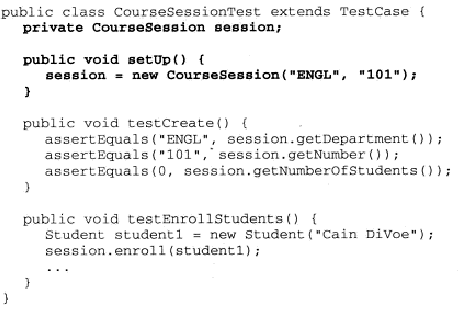 public class CourseSessionTest extends TestCase {
   private CourseSession session;

   public void setUp() {
      session = new CourseSession("ENGL", "101");
   }

   public void testCreate() {
      assertEquals("ENGL", session.getDepartment());
      assertEquals("101", session.getNumber());
      assertEquals(0, session.getNumberOfStudents());
   }

   public void testEnrollStudents() {
      Student student1 = new Student("Cain DiVoe");
      session.enroll(student1);
      ...
   }
}